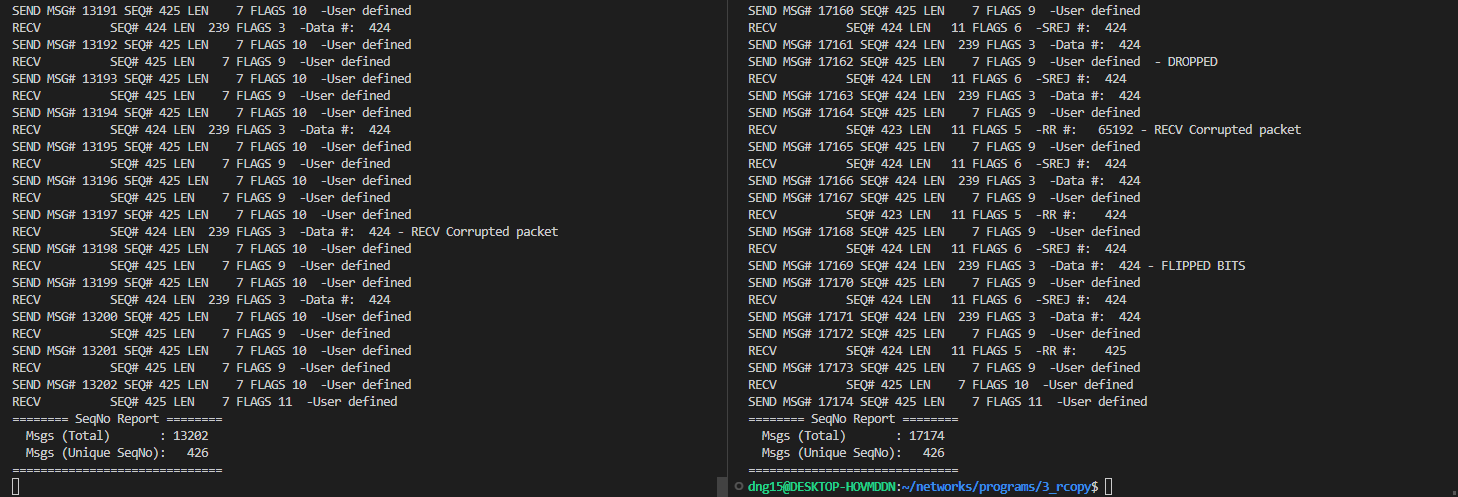 SEND MSG# 13191 SEQ# 425 LEN    7 FLAGS 10  -User defined
RECV          SEQ# 424 LEN  239 FLAGS 3  -Data #:  424
SEND MSG# 13192 SEQ# 425 LEN    7 FLAGS 10  -User defined
RECV          SEQ# 425 LEN    7 FLAGS 9  -User defined
SEND MSG# 13193 SEQ# 425 LEN    7 FLAGS 10  -User defined
RECV          SEQ# 425 LEN    7 FLAGS 9  -User defined
SEND MSG# 13194 SEQ# 425 LEN    7 FLAGS 10  -User defined
RECV          SEQ# 424 LEN  239 FLAGS 3  -Data #:  424
SEND MSG# 13195 SEQ# 425 LEN    7 FLAGS 10  -User defined
RECV          SEQ# 425 LEN    7 FLAGS 9  -User defined
SEND MSG# 13196 SEQ# 425 LEN    7 FLAGS 10  -User defined
RECV          SEQ# 425 LEN    7 FLAGS 9  -User defined
SEND MSG# 13197 SEQ# 425 LEN    7 FLAGS 10  -User defined
RECV          SEQ# 424 LEN  239 FLAGS 3  -Data #:  424 - RECV Corrupted packet
SEND MSG# 13198 SEQ# 425 LEN    7 FLAGS 10  -User defined
RECV          SEQ# 425 LEN    7 FLAGS 9  -User defined
SEND MSG# 13199 SEQ# 425 LEN    7 FLAGS 10  -User defined
RECV          SEQ# 424 LEN  239 FLAGS 3  -Data #:  424
SEND MSG# 13200 SEQ# 425 LEN    7 FLAGS 10  -User defined
RECV          SEQ# 425 LEN    7 FLAGS 9  -User defined
SEND MSG# 13201 SEQ# 425 LEN    7 FLAGS 10  -User defined
RECV          SEQ# 425 LEN    7 FLAGS 9  -User defined
SEND MSG# 13202 SEQ# 425 LEN    7 FLAGS 10  -User defined
RECV          SEQ# 425 LEN    7 FLAGS 11  -User defined
======== SeqNo Report ========
  Msgs (Total)       : 13202
  Msgs (Unique SeqNo):   426
==============================
SEND MSG# 17160 SEQ# 425 LEN    7 FLAGS 9  -User defined
RECV          SEQ# 424 LEN   11 FLAGS 6  -SREJ #:  424
SEND MSG# 17161 SEQ# 424 LEN  239 FLAGS 3  -Data #:  424
SEND MSG# 17162 SEQ# 425 LEN    7 FLAGS 9  -User defined  - DROPPED
RECV          SEQ# 424 LEN   11 FLAGS 6  -SREJ #:  424
SEND MSG# 17163 SEQ# 424 LEN  239 FLAGS 3  -Data #:  424
SEND MSG# 17164 SEQ# 425 LEN    7 FLAGS 9  -User defined
RECV          SEQ# 423 LEN   11 FLAGS 5  -RR #:   65192 - RECV Corrupted packet
SEND MSG# 17165 SEQ# 425 LEN    7 FLAGS 9  -User defined
RECV          SEQ# 424 LEN   11 FLAGS 6  -SREJ #:  424
SEND MSG# 17166 SEQ# 424 LEN  239 FLAGS 3  -Data #:  424
SEND MSG# 17167 SEQ# 425 LEN    7 FLAGS 9  -User defined
RECV          SEQ# 423 LEN   11 FLAGS 5  -RR #:    424
SEND MSG# 17168 SEQ# 425 LEN    7 FLAGS 9  -User defined
RECV          SEQ# 424 LEN   11 FLAGS 6  -SREJ #:  424
SEND MSG# 17169 SEQ# 424 LEN  239 FLAGS 3  -Data #:  424 - FLIPPED BITS
SEND MSG# 17170 SEQ# 425 LEN    7 FLAGS 9  -User defined
RECV          SEQ# 424 LEN   11 FLAGS 6  -SREJ #:  424
SEND MSG# 17171 SEQ# 424 LEN  239 FLAGS 3  -Data #:  424
SEND MSG# 17172 SEQ# 425 LEN    7 FLAGS 9  -User defined
RECV          SEQ# 424 LEN   11 FLAGS 5  -RR #:    425
SEND MSG# 17173 SEQ# 425 LEN    7 FLAGS 9  -User defined
RECV          SEQ# 425 LEN    7 FLAGS 10  -User defined
SEND MSG# 17174 SEQ# 425 LEN    7 FLAGS 11  -User defined
======== SeqNo Report ========
  Msgs (Total)       : 17174
  Msgs (Unique SeqNo):   426
==============================
dng15@DESKTOP-HOVMDDN:~/networks/programs/3_rcopy$